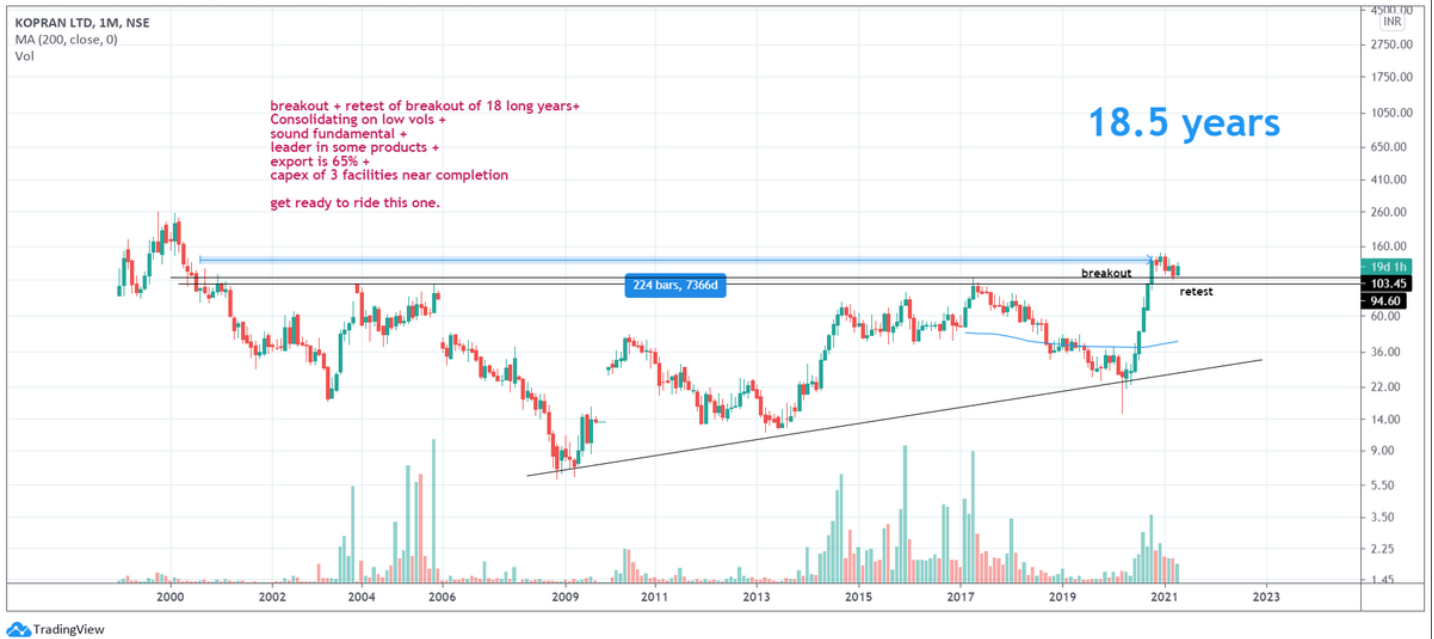 KOPRAN LTD, 1M, NSE
MA (200, close, 0)
Vol
breakout + retest of breakout of 18 long years+
Consolidating on low vols +
sound fundamental +
leader in some products +
export is 65% +
capex of 3 facilities near completion
get ready to ride this one.
18.5 years
224 bars, 7366d
breakout
retest
4500.00
INR
2750.00
1750.00
1050.00
650.00
410.00
260.00
160.00
19d 1h
103.45
94.60
60.00
36.00
22.00
14.00
9.00
5.50
3.50
2.25
1.45
2000
2002
2004
2006
2009
2011
2013
2015
2017
2019
2021
2023
TradingView